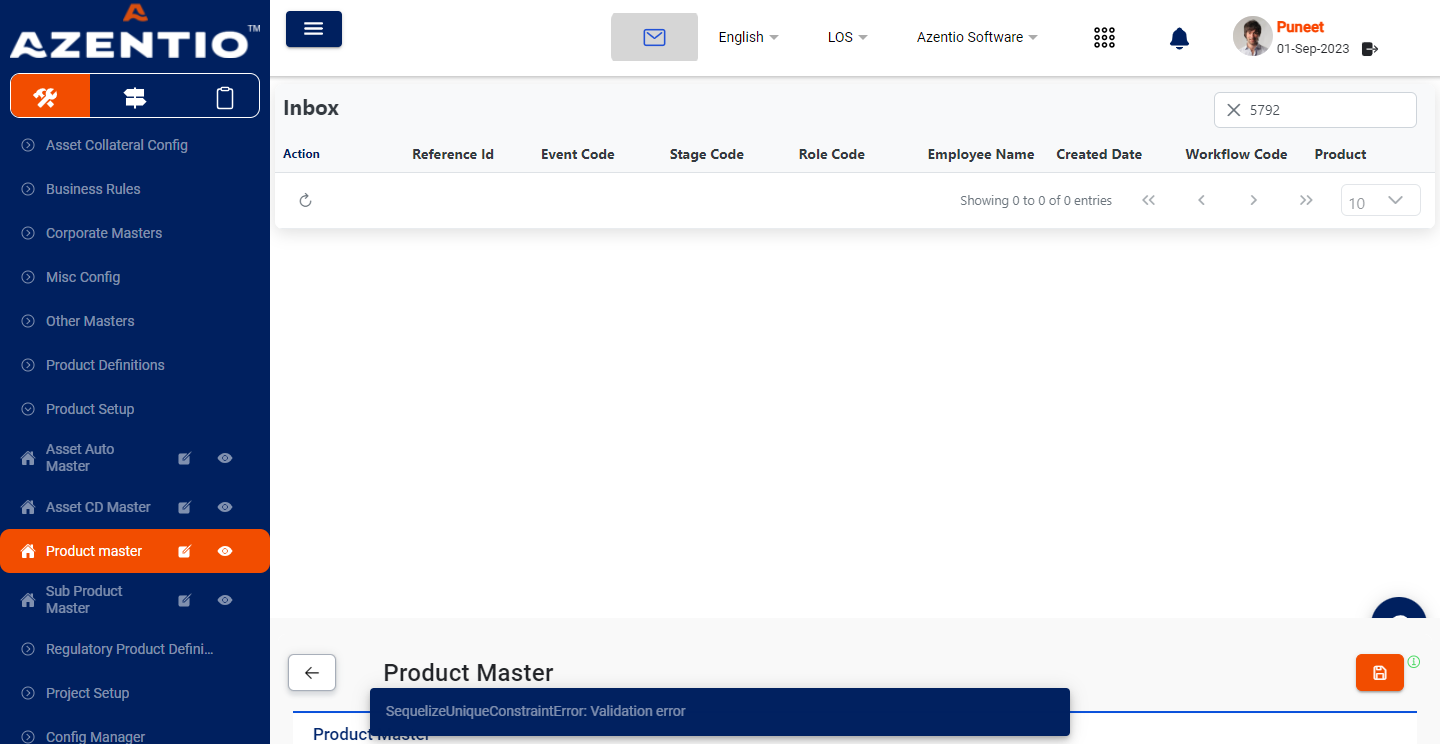 AZENTIO™
English
LOS
Azentio Software
Puneet
01-Sep-2023
Asset Collateral Config
Business Rules
Corporate Masters
Misc Config
Other Masters
Product Definitions
Product Setup
Asset Auto
Master
Asset CD Master
Product master
Sub Product
Master
Regulatory Product Defini...
Project Setup
Config Manager
Inbox
5792
Action Reference Id Event Code Stage Code Role Code Employee Name Created Date Workflow Code Product
Showing 0 to 0 of 0 entries 10
Product Master
SequelizeUniqueConstraintError: Validation error
Product Master